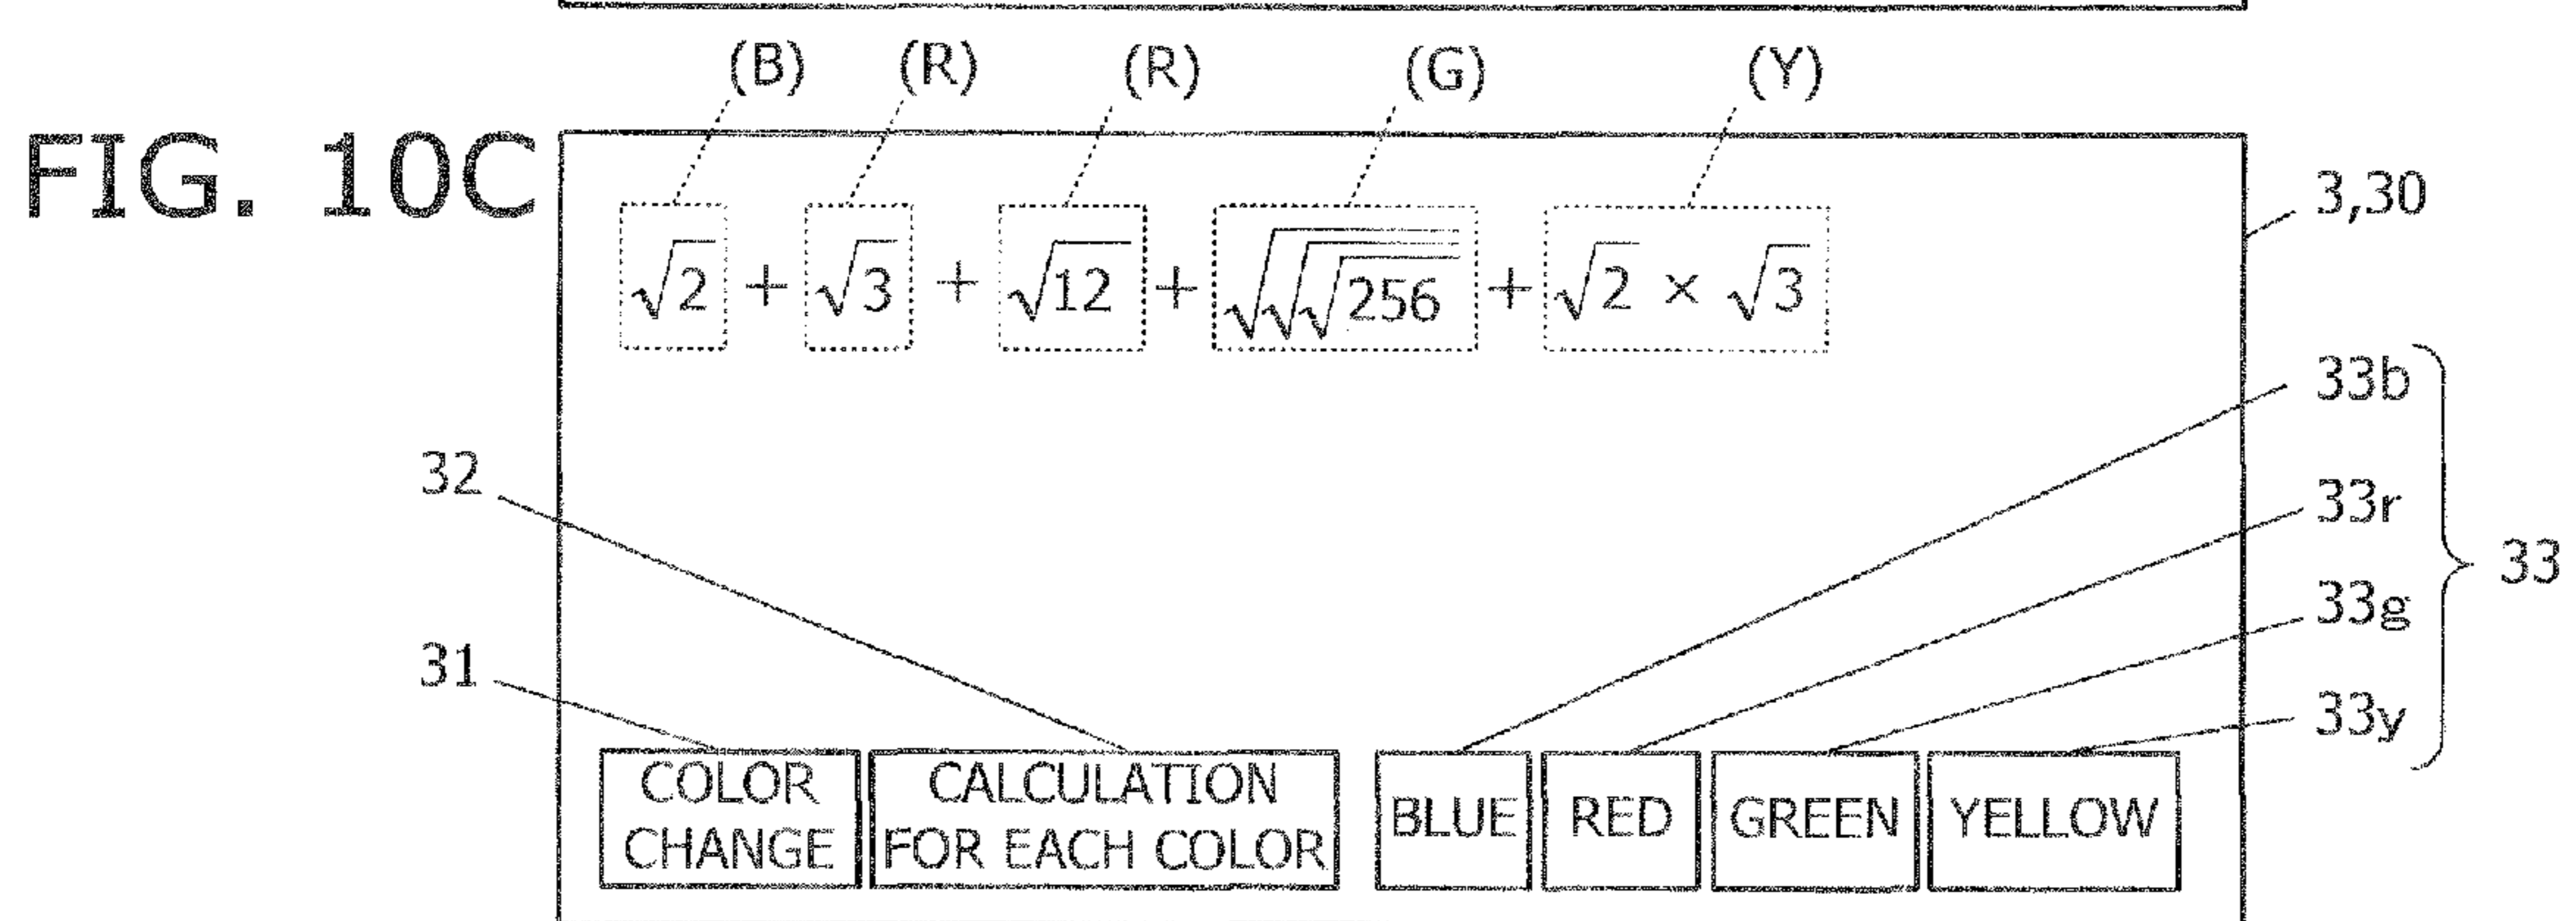 (B) (R) (R) (G) (Y)
FIG. 10C
3,30
√2 + √3 + √12 + √√√256 + √2 × √3
33b
32
33r
33
33g
31
33y
COLOR CHANGE
CALCULATION FOR EACH COLOR
BLUE
RED
GREEN
YELLOW